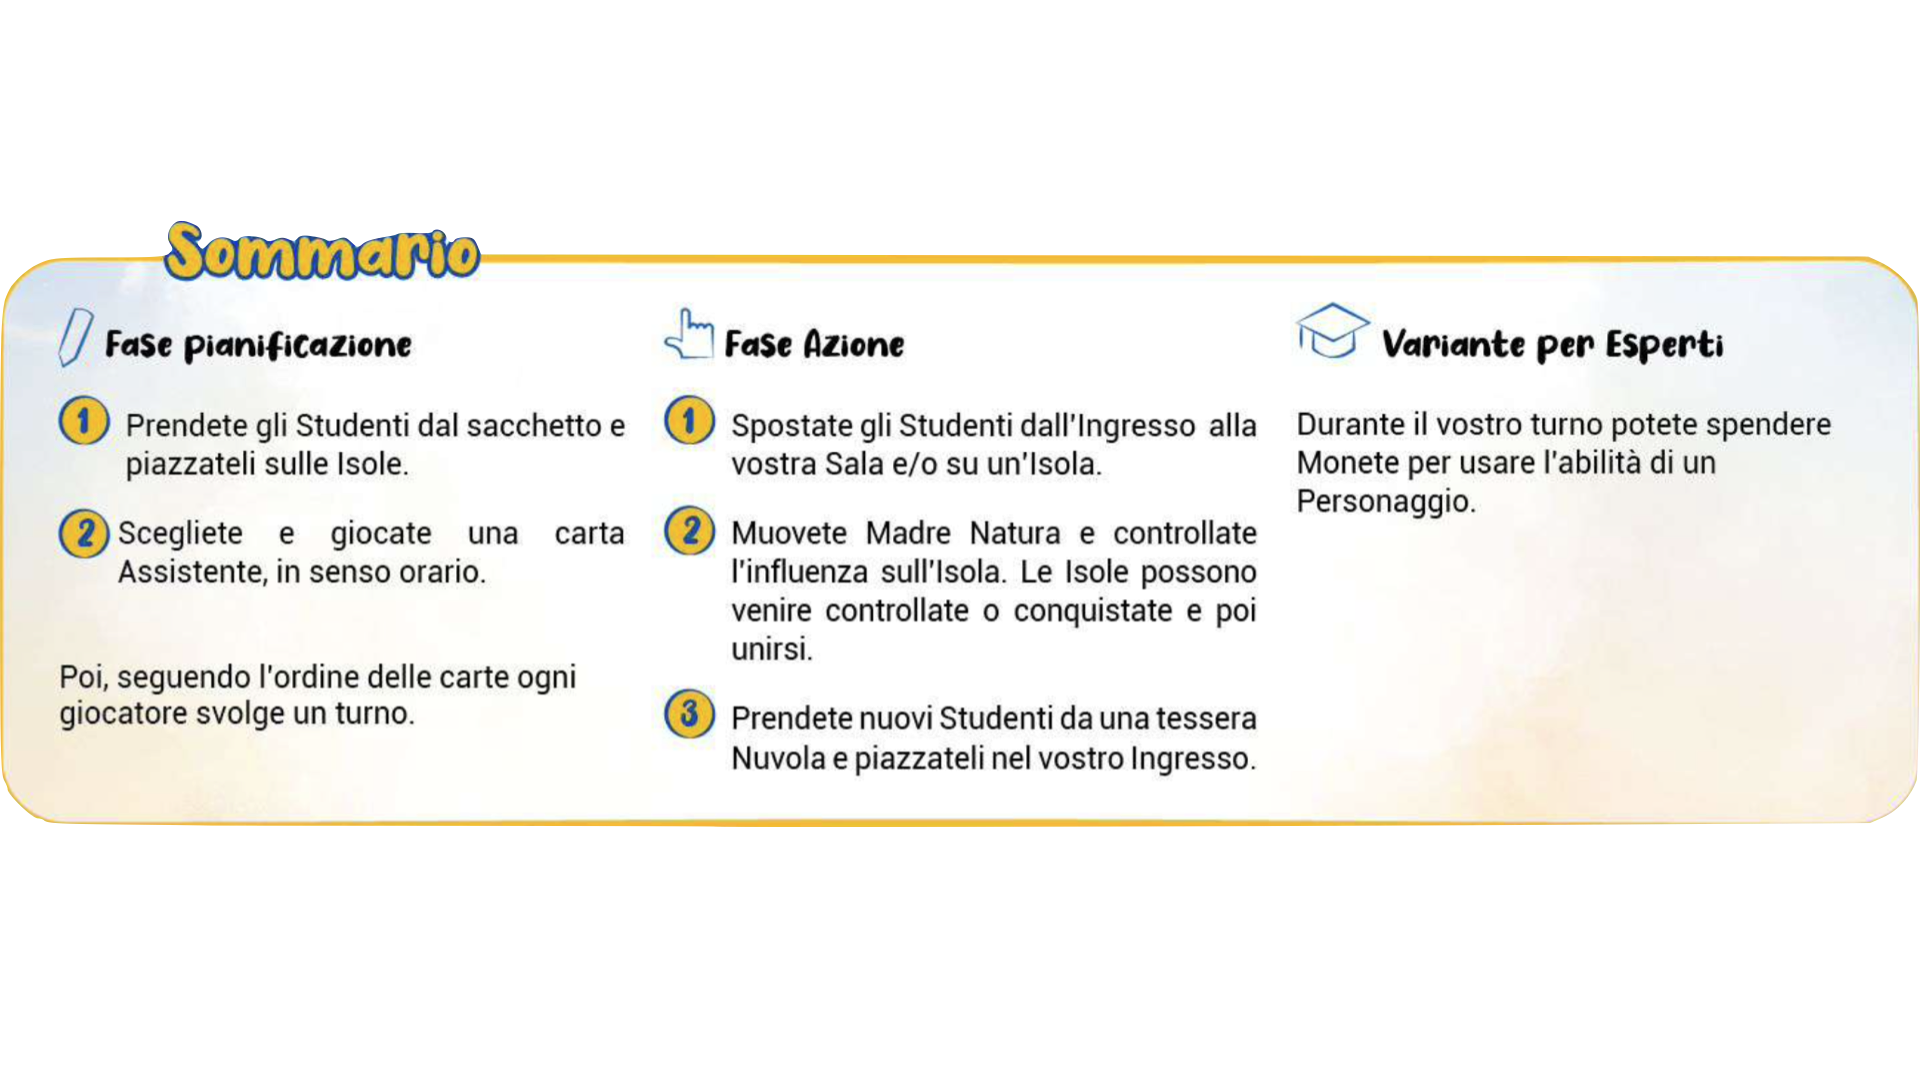 Sommario
Fase pianificazione
1
Prendete gli Studenti dal sacchetto e
piazzateli sulle Isole.
2
Scegliete e giocate una carta
Assistente, in senso orario.
Poi, seguendo l'ordine delle carte ogni
giocatore svolge un turno.
Fase Azione
1
Spostate gli Studenti dall'Ingresso alla
vostra Sala e/o su un'Isola.
2
Muovete Madre Natura e controllate
l'influenza sull'Isola. Le Isole possono
venire controllate o conquistate e poi
unirsi.
3
Prendete nuovi Studenti da una tessera
Nuvola e piazzateli nel vostro Ingresso.
Variante per Esperti
Durante il vostro turno potete spendere
Monete per usare l'abilità di un
Personaggio.